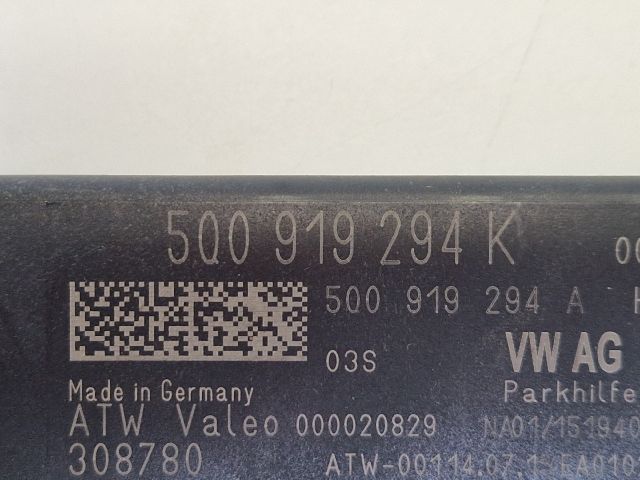 5Q0 919 294 K
5Q0 919 294 A
03S
VW AG
Made in Germany
Parkhilfe
ATW Valeo 000020829
308780